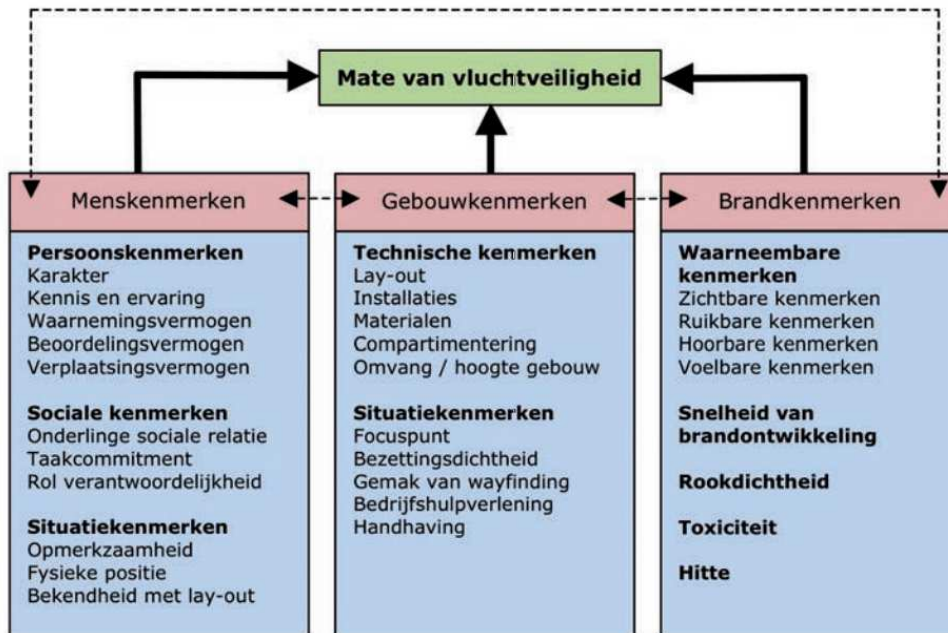 Mate van vluchtveiligheid
Menskenmerken
Persoonskenmerken
Karakter
Kennis en ervaring
Waarnemingsvermogen
Beoordelingsvermogen
Verplaatsingsvermogen
Sociale kenmerken
Onderlinge sociale relatie
Taakcommitment
Rol verantwoordelijkheid
Situatiekenmerken
Opmerkzaamheid
Fysieke positie
Bekendheid met lay-out
Gebouwkenmerken
Technische kenmerken
Lay-out
Installaties
Materialen
Compartimentering
Omvang / hoogte gebouw
Situatiekenmerken
Focuspunt
Bezettingsdichtheid
Gemak van wayfinding
Bedrijfshulpverlening
Handhaving
Brandkenmerken
Waarneembare
kenmerken
Zichtbare kenmerken
Ruikbare kenmerken
Hoorbare kenmerken
Voelbare kenmerken
Snelheid van
brandontwikkeling
Rookdichtheid
Toxiciteit
Hitte